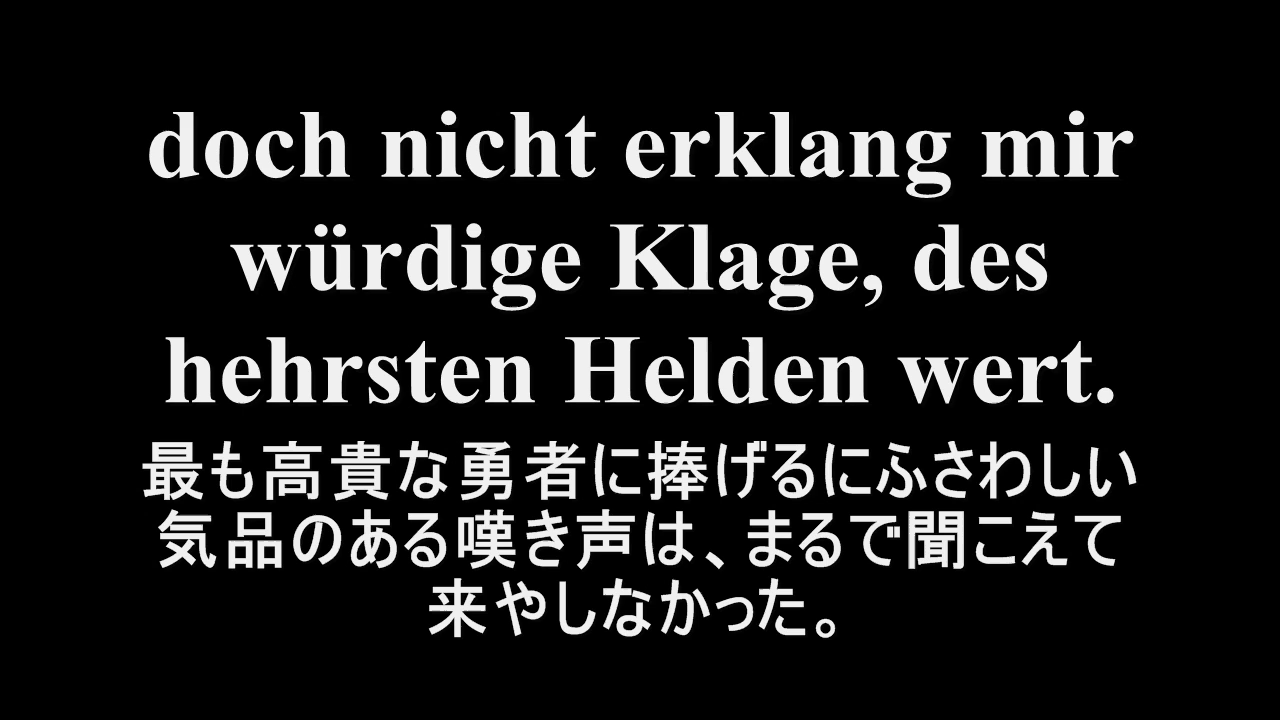 doch nicht erklang mir
würdige Klage, des
hehrsten Helden wert.
最も高貴な勇者に捧げるにふさわしい
気品のある嘆き声は、まるで聞こえて
来やしなかった。